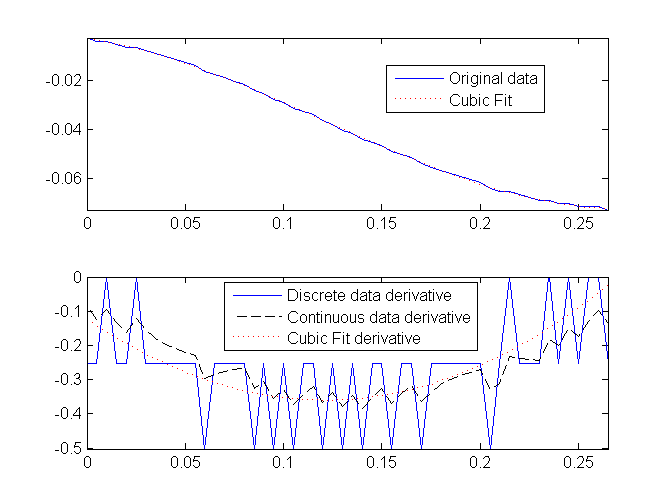 -0.02
-0.04
-0.06
Original data
Cubic Fit
0 0.05 0.1 0.15 0.2 0.25
0
-0.1
-0.2
-0.3
-0.4
-0.5
Discrete data derivative
Continuous data derivative
Cubic Fit derivative
0 0.05 0.1 0.15 0.2 0.25